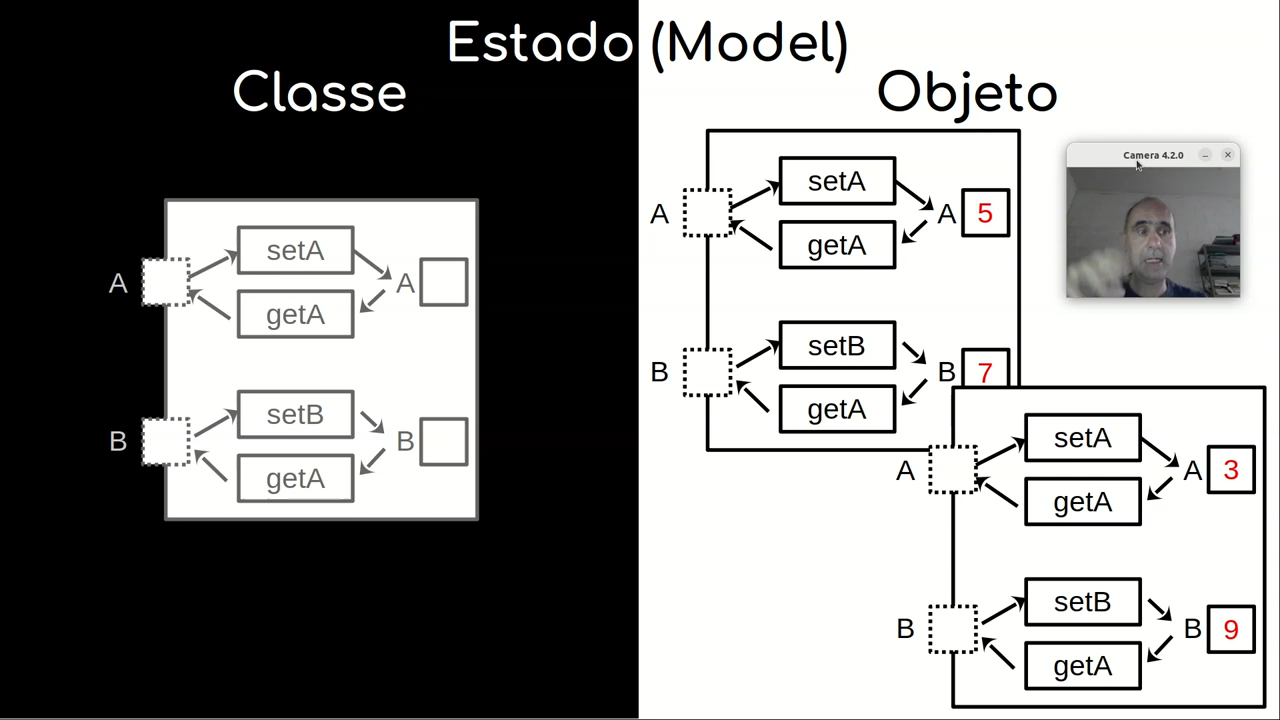 Estado (Model)
Classe
Objeto
A
setA
getA
A
B
setB
getA
B
A
setA
getA
A
5
B
setB
getA
B
7
Camera 4.2.0
A
setA
getA
A
3
B
setB
getA
B
9